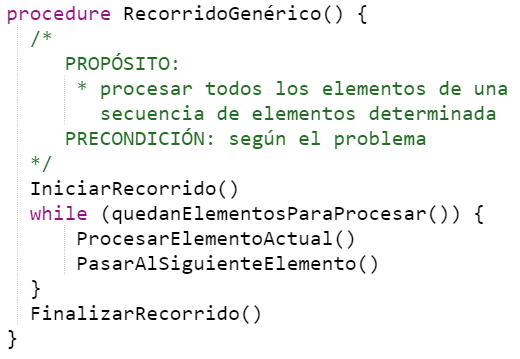 procedure RecorridoGenérico() {
/*
PROPÓSITO:
* procesar todos los elementos de una
secuencia de elementos determinada
PRECONDICIÓN: según el problema
*/
IniciarRecorrido()
while (quedanElementosParaProcesar()) {
ProcesarElementoActual()
PasarAlSiguienteElemento()
}
FinalizarRecorrido()
}